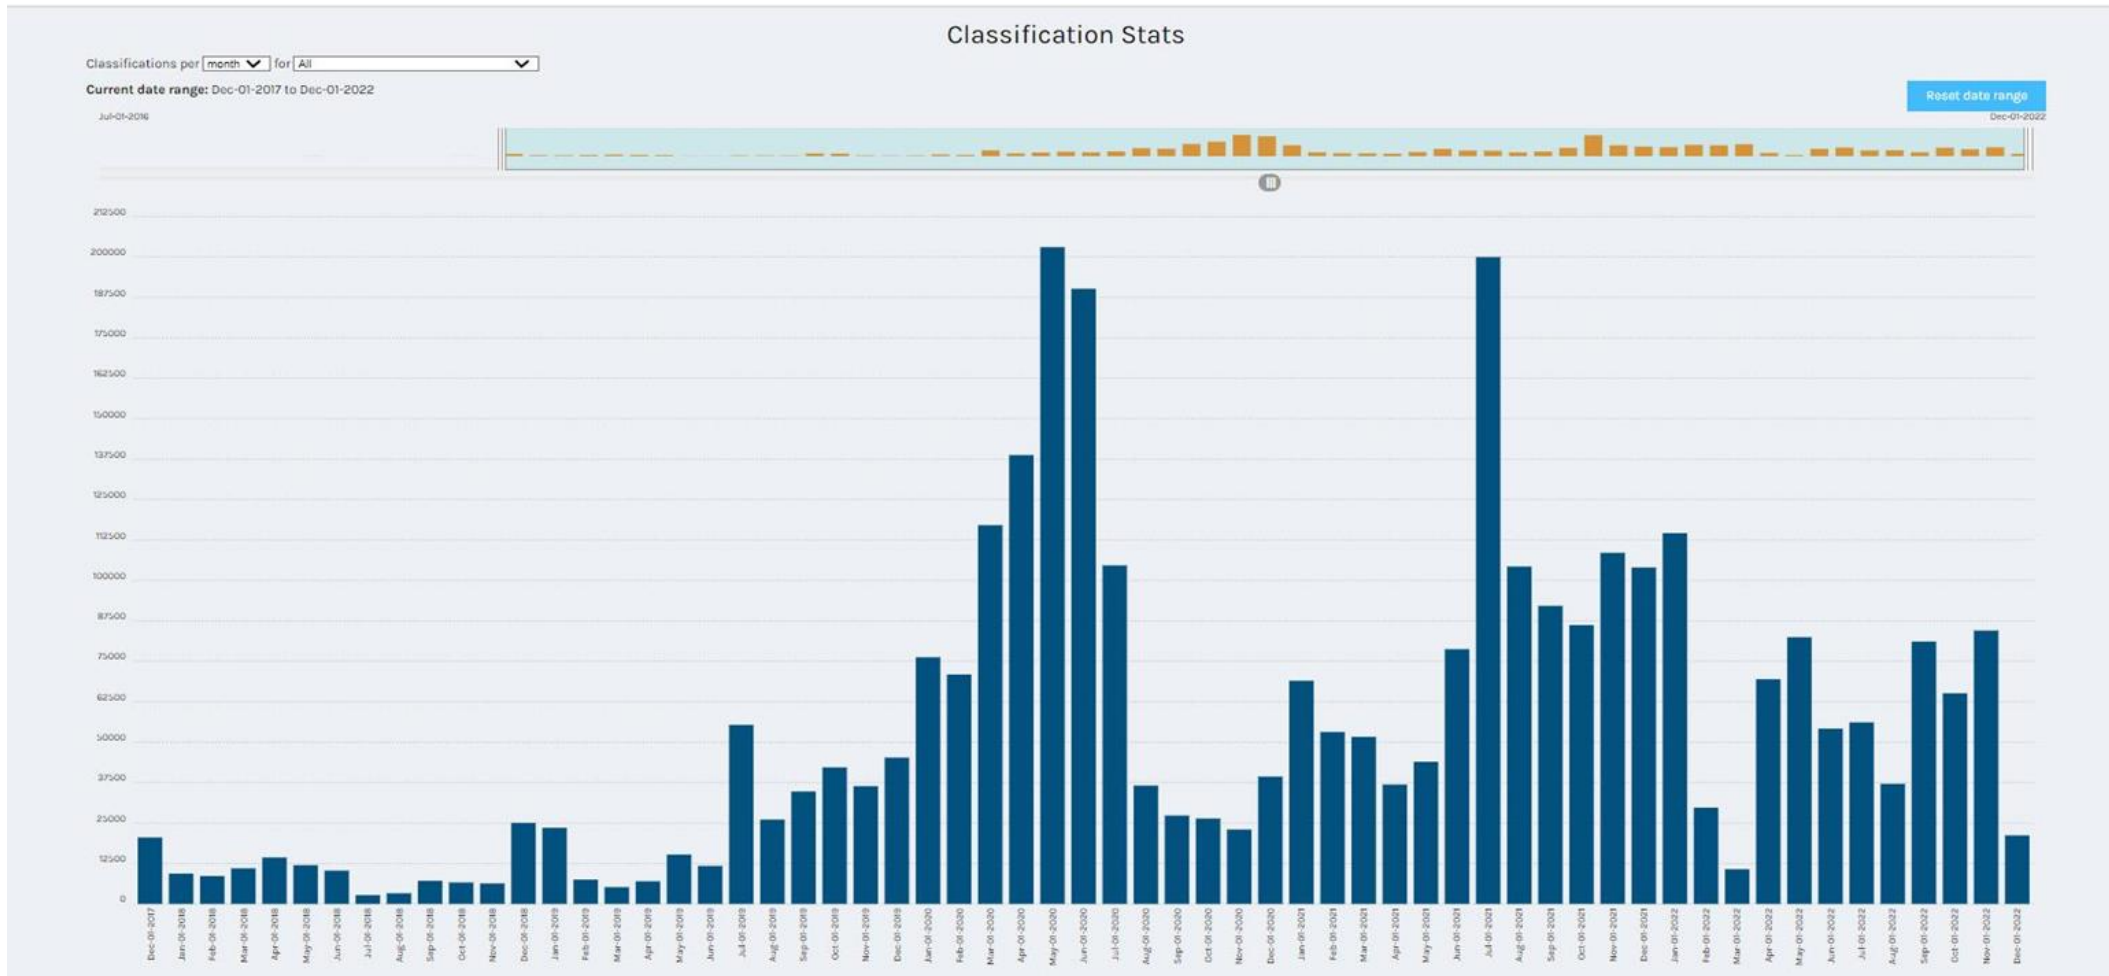 Classification Stats
Classifications per month for All
Current date range: Dec-01-2017 to Dec-01-2022
Reset date range
Jul-01-2016
Dec-01-2022
212500
200000
187500
175000
162500
150000
137500
125000
112500
100000
87500
75000
62500
50000
37500
25000
12500
0
Dec-01-2017
Jan-01-2018
Feb-01-2018
Mar-01-2018
Apr-01-2018
May-01-2018
Jun-01-2018
Jul-01-2018
Aug-01-2018
Sep-01-2018
Oct-01-2018
Nov-01-2018
Dec-01-2018
Jan-01-2019
Feb-01-2019
Mar-01-2019
Apr-01-2019
May-01-2019
Jun-01-2019
Jul-01-2019
Aug-01-2019
Sep-01-2019
Oct-01-2019
Nov-01-2019
Dec-01-2019
Jan-01-2020
Feb-01-2020
Mar-01-2020
Apr-01-2020
May-01-2020
Jun-01-2020
Jul-01-2020
Aug-01-2020
Sep-01-2020
Oct-01-2020
Nov-01-2020
Dec-01-2020
Jan-01-2021
Feb-01-2021
Mar-01-2021
Apr-01-2021
May-01-2021
Jun-01-2021
Jul-01-2021
Aug-01-2021
Sep-01-2021
Oct-01-2021
Nov-01-2021
Dec-01-2021
Jan-01-2022
Feb-01-2022
Mar-01-2022
Apr-01-2022
May-01-2022
Jun-01-2022
Jul-01-2022
Aug-01-2022
Sep-01-2022
Oct-01-2022
Nov-01-2022
Dec-01-2022